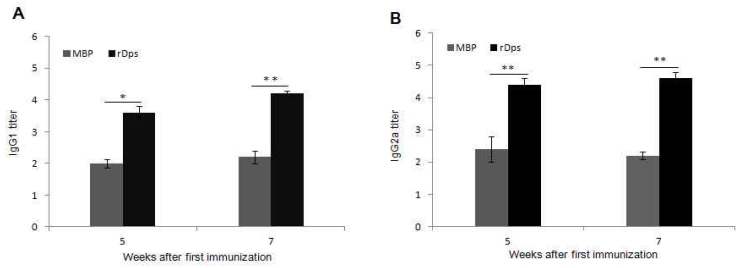 A
MBP rDps
6
5
4
3
2
1
0
IgG1 titer
*
**
5 7
Weeks after first immunization
B
MBP rDps
6
5
4
3
2
1
0
IgG2a titer
**
**
5 7
Weeks after first immunization